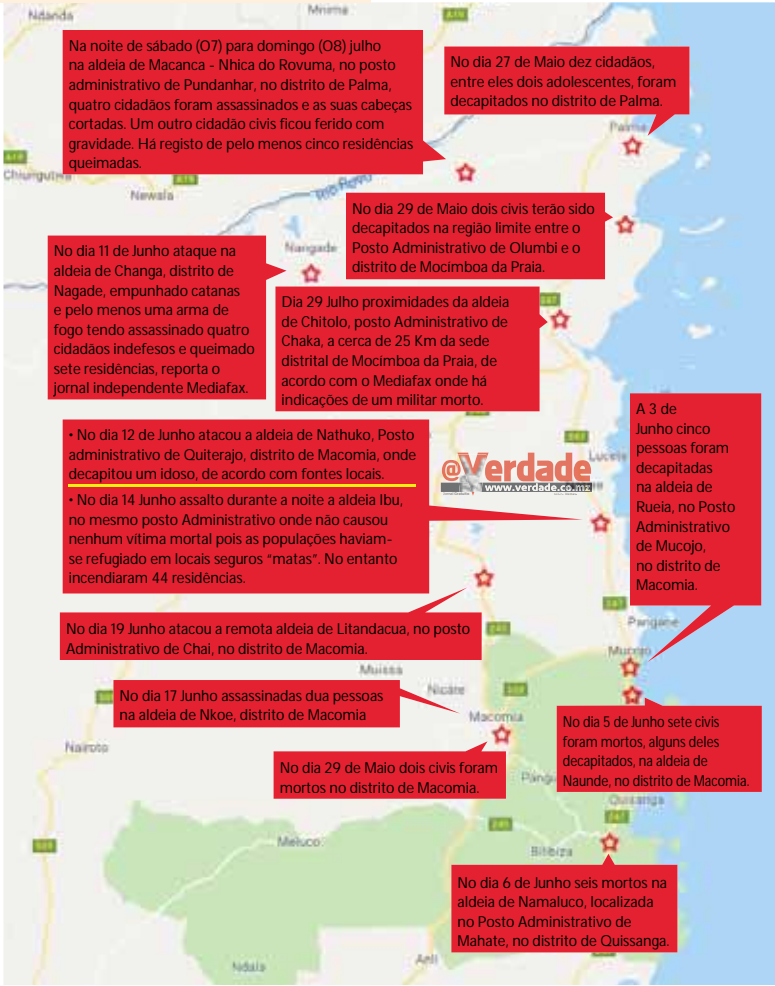 Ndanda
Mnima
A19
Na noite de sábado (07) para domingo (08) julho
na aldeia de Macanca - Nhica do Rovuma, no posto
administrativo de Pundanhar, no distrito de Palma,
quatro cidadãos foram assassinados e as suas cabeças
cortadas. Um outro cidadão civis ficou ferido com
gravidade. Há registo de pelo menos cinco residências
queimadas.
No dia 27 de Maio dez cidadãos,
entre eles dois adolescentes, foram
decapitados no distrito de Palma.
Palma
A19
A19
Newala
No dia 29 de Maio dois civis terão sido
decapitados na região limite entre o
Posto Administrativo de Olumbi e o
distrito de Mocímboa da Praia.
No dia 11 de Junho ataque na
aldeia de Changa, distrito de
Nagade, empunhado catanas
e pelo menos uma arma de
fogo tendo assassinado quatro
cidadãos indefesos e queimado
sete residências, reporta o
jornal independente Mediafax.
Nangade
Dia 29 Julho proximidades da aldeia
de Chitolo, posto Administrativo de
Chaka, a cerca de 25 Km da sede
distrital de Mocímboa da Praia, de
acordo com o Mediafax onde há
indicações de um militar morto.
A 3 de
Junho cinco
pessoas foram
decapitadas
na aldeia de
Rueia, no Posto
Administrativo
de Mucojo,
no distrito de
Macomia.
• No dia 12 de Junho atacou a aldeia de Nathuko, Posto
administrativo de Quiterajo, distrito de Macomia, onde
decapitou um idoso, de acordo com fontes locais.
• No dia 14 Junho assalto durante a noite a aldeia Ibu,
no mesmo posto Administrativo onde não causou
nenhum vítima mortal pois as populações haviam-
se refugiado em locais seguros “matas”. No entanto
incendiaram 44 residências.
@Verdade
www.verdade.co.mz
No dia 19 Junho atacou a remota aldeia de Litandacua, no posto
Administrativo de Chai, no distrito de Macomia.
Pangane
Mucojo
Muissa
No dia 17 Junho assassinadas dua pessoas
na aldeia de Nkoe, distrito de Macomia
Nicate
Macomia
Nairoto
No dia 29 de Maio dois civis foram
mortos no distrito de Macomia.
No dia 5 de Junho sete civis
foram mortos, alguns deles
decapitados, na aldeia de
Naunde, no distrito de Macomia.
Quisanga
Meluco
Bilibiza
No dia 6 de Junho seis mortos na
aldeia de Namaluco, localizada
no Posto Administrativo de
Mahate, no distrito de Quissanga.
Ndala